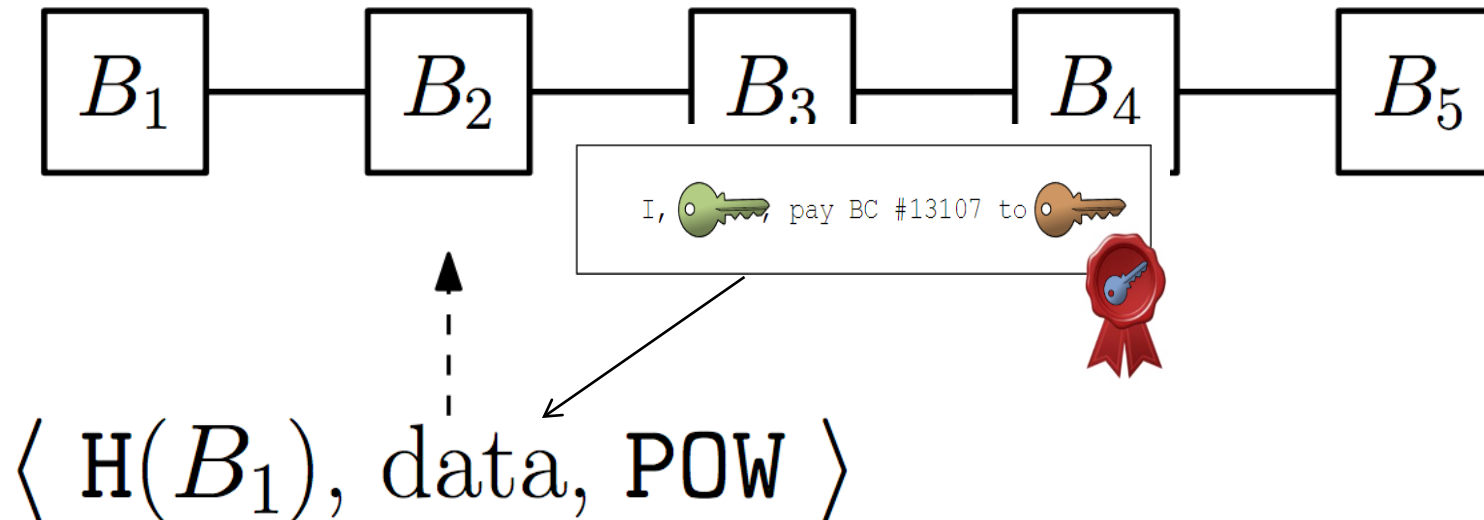 B₁ B₂ B₃ B₄ B₅
I, , pay BC #13107 to
⟨ H(B₁), data, POW ⟩